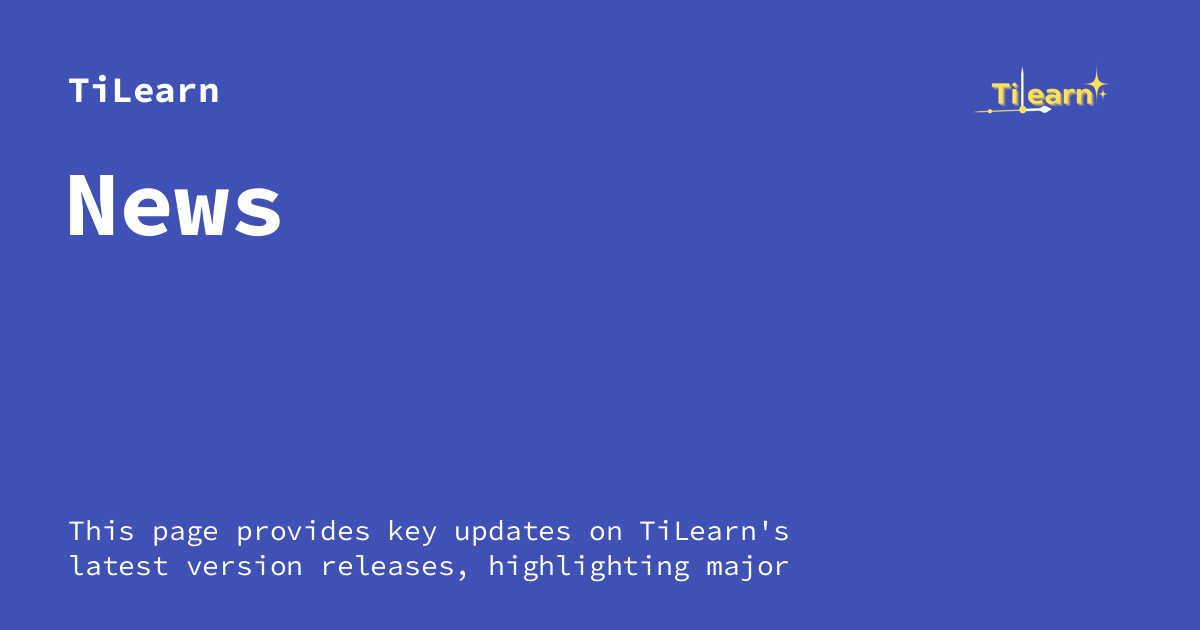 TiLearn
TiLearn
News
This page provides key updates on TiLearn's
latest version releases, highlighting major